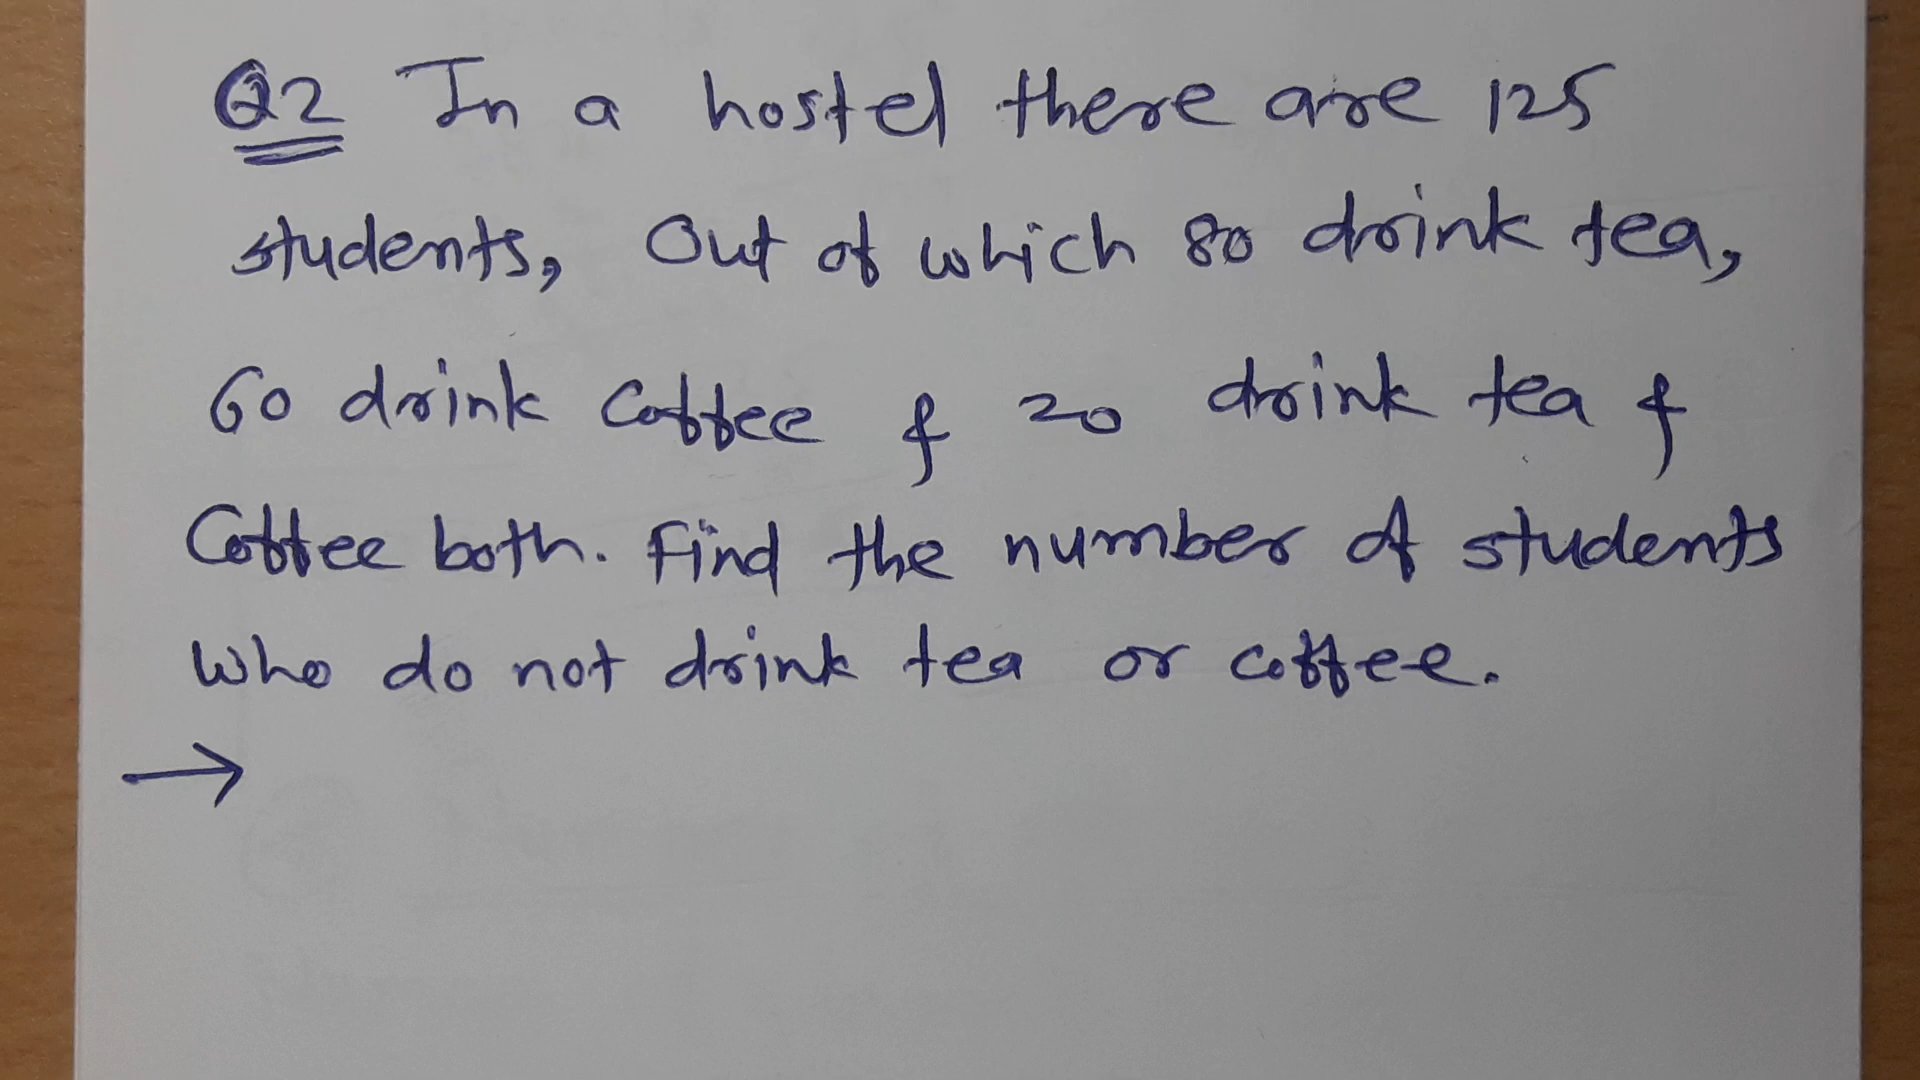 Q2 In a hostel there are 125
students, Out of which 80 drink tea,
60 drink Coffee & 20 drink tea &
Coffee both. Find the number of students
who do not drink tea or coffee.
→